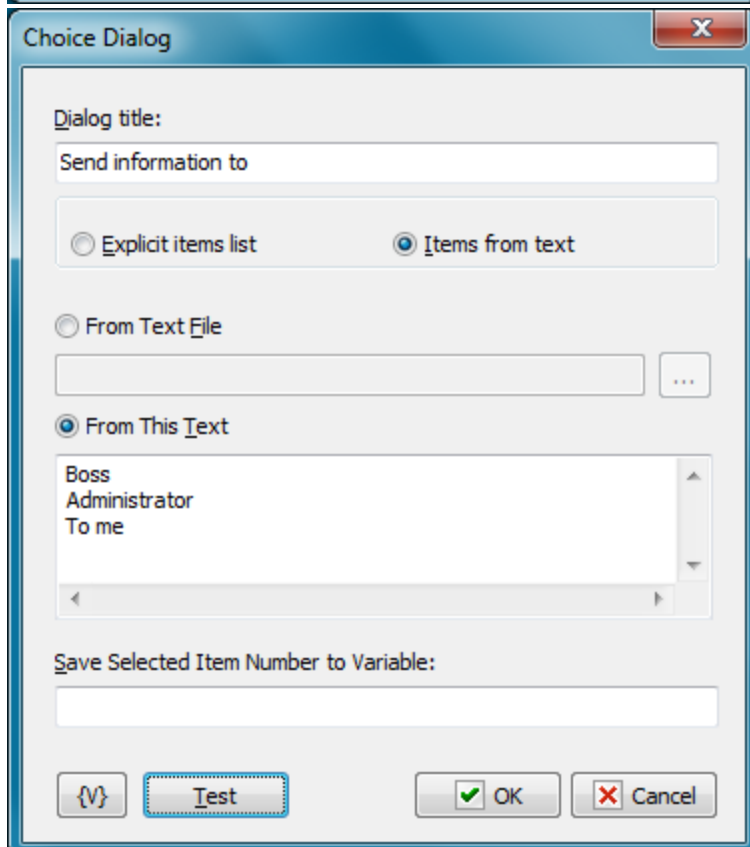 Choice Dialog
x
Dialog title:
Send information to
Explicit items list Items from text
From Text File
...
From This Text
Boss
Administrator
To me
Save Selected Item Number to Variable:
{V} Test OK Cancel